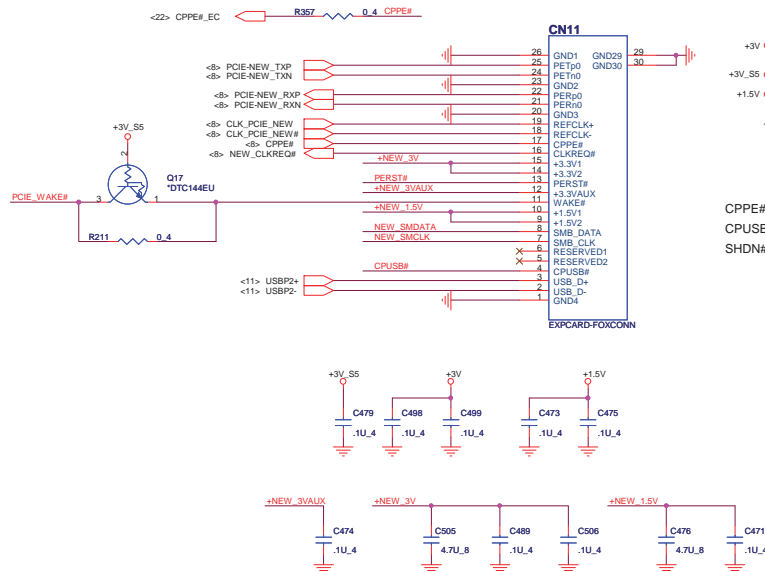 <22> CPPE#_EC R357 0_4 CPPE#
CN11
26 GND1 GND29 29
25 PETp0 GND30 30
24 PETn0
23 GND2
22 PERp0
21 PERn0
20 GND3
19 REFCLK+
18 REFCLK-
17 CPPE#
16 CLKREQ#
15 +3.3V1
14 +3.3V2
13 PERST#
12 +3.3VAUX
11 WAKE#
10 +1.5V1
9 +1.5V2
8 SMB_DATA
7 SMB_CLK
6 RESERVED1
5 RESERVED2
4 CPUSB#
3 USB_D+
2 USB_D-
1 GND4
EXPCARD-FOXCONN
<8> PCIE-NEW_TXP
<8> PCIE-NEW_TXN
<8> PCIE-NEW_RXP
<8> PCIE-NEW_RXN
<8> CLK_PCIE_NEW
<8> CLK_PCIE_NEW#
<8> CPPE#
<8> NEW_CLKREQ#
+NEW_3V
PERST#
+NEW_3VAUX
+NEW_1.5V
NEW_SMDATA
NEW_SMCLK
CPUSB#
<11> USBP2+
<11> USBP2-
+3V_S5
2
Q17
*DTC144EU
PCIE_WAKE# 3 1
R211 0_4
+3V
+3V_S5
+1.5V
CPPE#
CPUSB
SHDN#
+3V_S5 +3V +1.5V
C479 C498 C499 C473 C475
.1U_4 .1U_4 .1U_4 .1U_4 .1U_4
+NEW_3VAUX +NEW_3V +NEW_1.5V
C474 C505 C489 C506 C476 C471
.1U_4 4.7U_8 .1U_4 .1U_4 4.7U_8 .1U_4